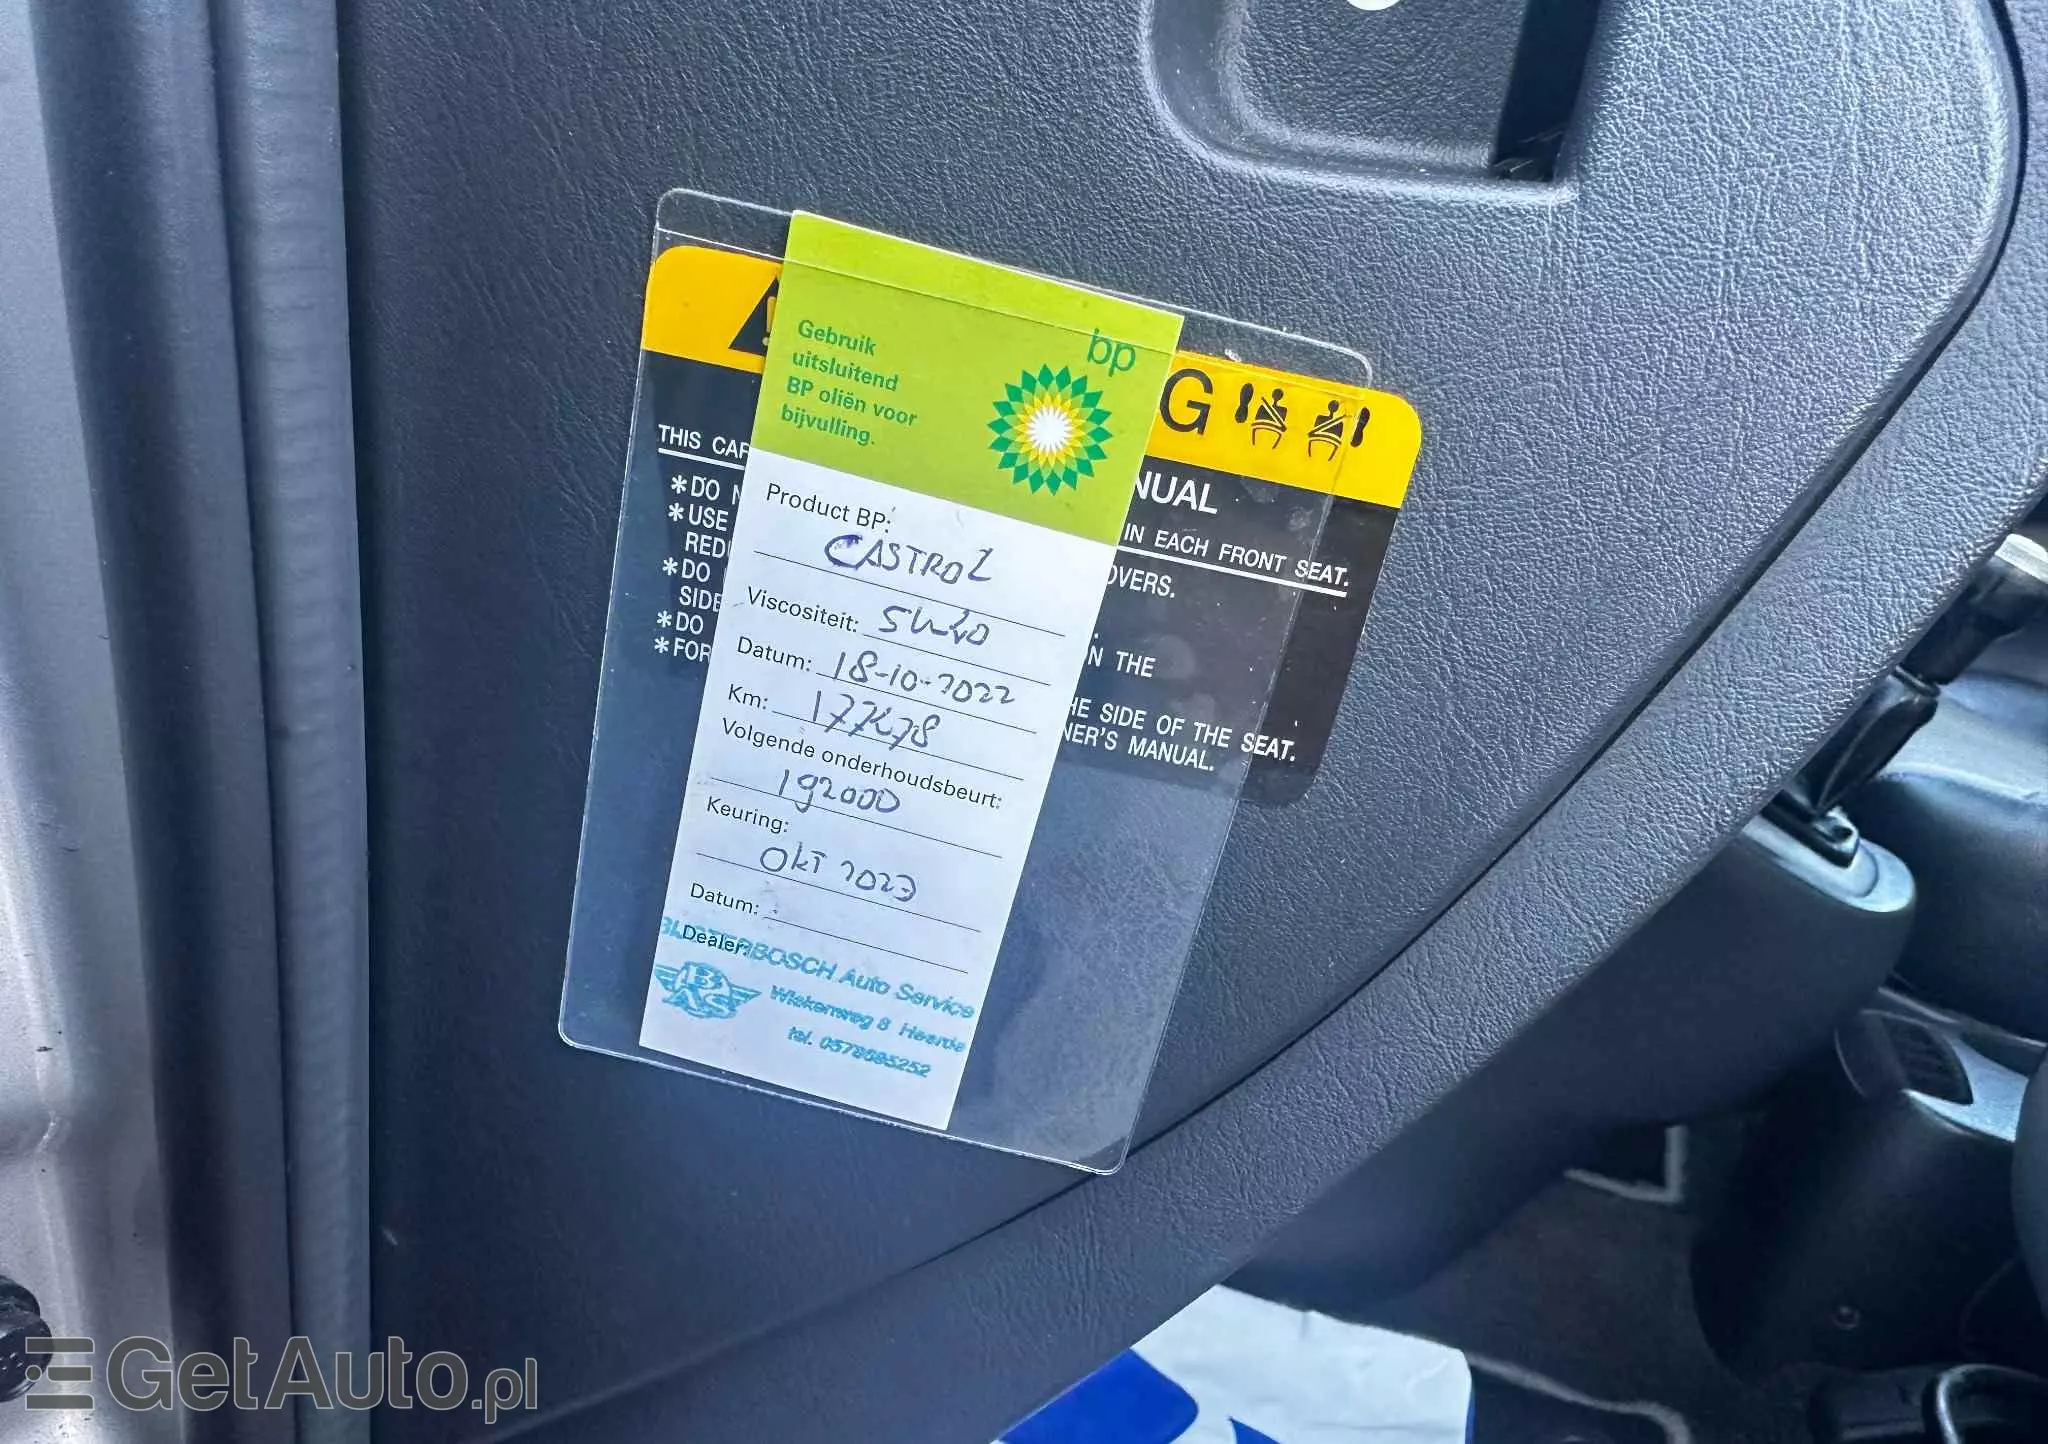 bp
Gebruik
uitsluitend
BP oliën voor
bijvulling.
G
THIS CAR
NUAL
*DO N
IN EACH FRONT SEAT.
*USE
OVERS.
RED
*DO
SIDE
N THE
*DO
*FOR
HE SIDE OF THE SEAT.
NER'S MANUAL.
Product BP:
CASTROL
Viscositeit:
Datum: 18-10-2022
Km:
Volgende onderhoudsbeurt:
192000
Keuring:
Okt 2023
Datum:
Dealer:
BOSCH Auto Service
BAS
Wiekenweg 8 Heerde
tel. 0578695252
GetAuto.pl